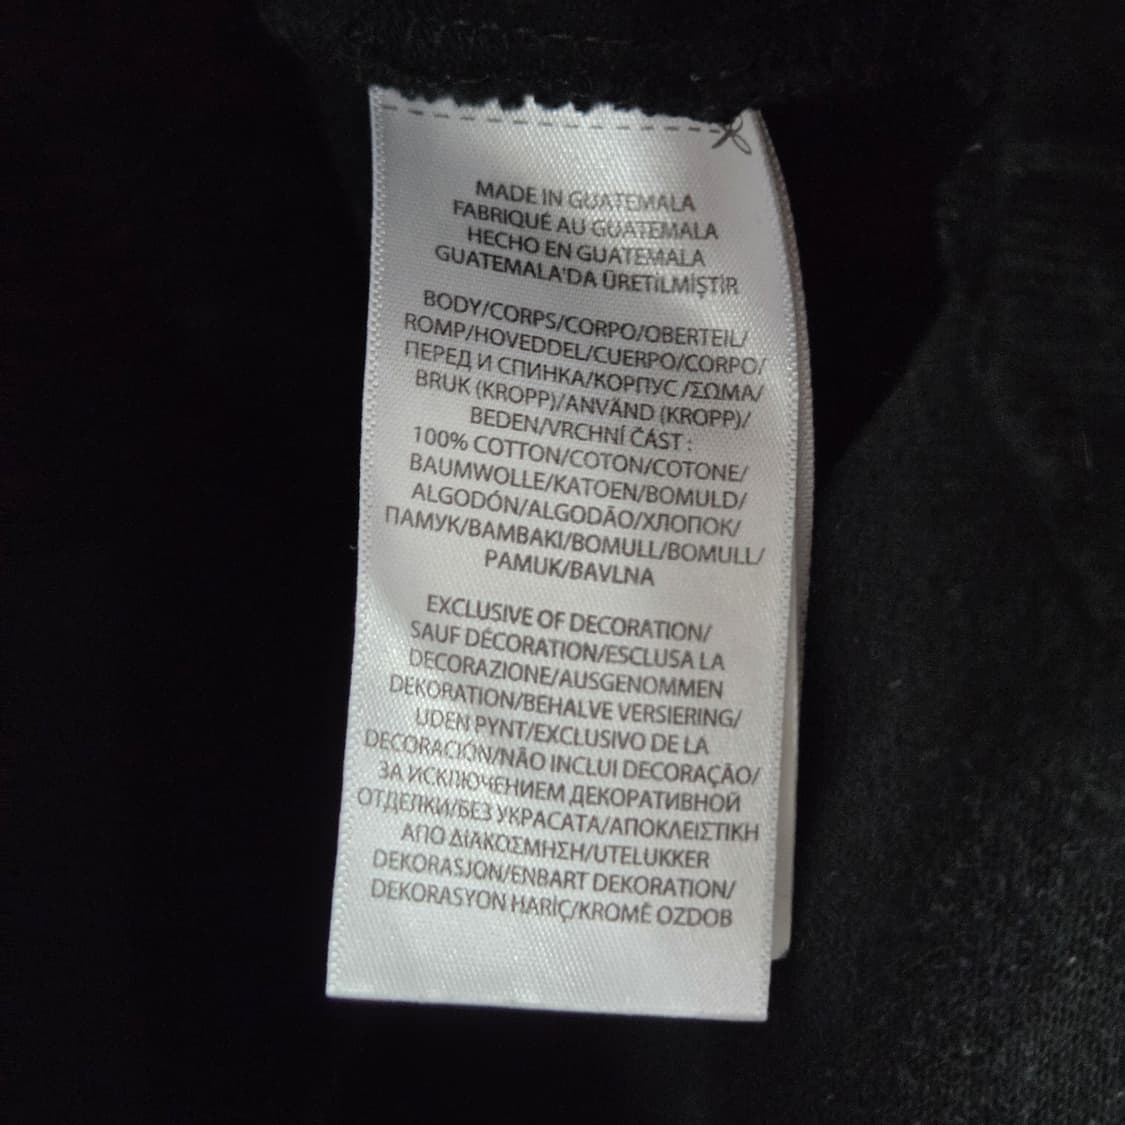 MADE IN GUATEMALA
FABRIQUÉ AU GUATEMALA
HECHO EN GUATEMALA
GUATEMALA'DA ÜRETİLMİŞTİR
BODY/CORPS/CORPO/OBERTEIL/
ROMP/HOVEDDEL/CUERPO/CORPO/
ПЕРЕД И СПИНКА/КОРПУС /ΣΩΜΑ/
BRUK (KROPP)/ANVÄND (KROPP)/
BEDEN/VRCHNÍ ČÁST :
100% COTTON/COTON/COTONE/
BAUMWOLLE/KATOEN/BOMULD/
ALGODÓN/ALGODÃO/ХЛОПОК/
ПАМУК/BAMBAKI/BOMULL/BOMULL/
PAMUK/BAVLNA
EXCLUSIVE OF DECORATION/
SAUF DÉCORATION/ESCLUSA LA
DECORAZIONE/AUSGENOMMEN
DEKORATION/BEHALVE VERSIERING/
UDEN PYNT/EXCLUSIVO DE LA
DECORACIÓN/NÃO INCLUI DECORAÇÃO/
ЗА ИСКЛЮЧЕНИЕМ ДЕКОРАТИВНОЙ
ОТДЕЛКИ/БЕЗ УКРАСАТА/ΑΠΟΚΛΕΙΣΤΙΚΗ
ΑΠΟ ΔΙΑΚΟΣΜΗΣΗ/UTELUKKER
DEKORASJON/ENBART DEKORATION/
DEKORASYON HARİÇ/KROMĚ OZDOB